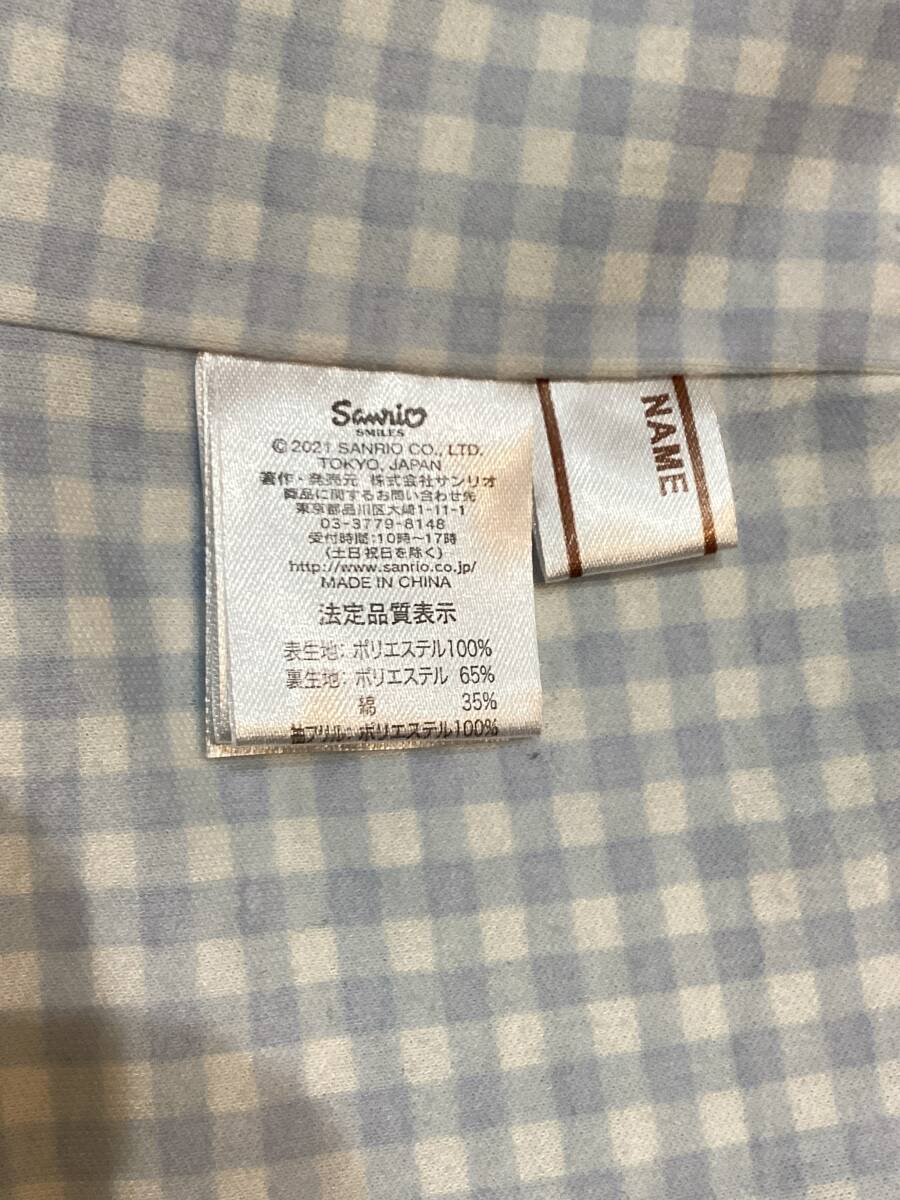 Sanrio
SMILES
© 2021 SANRIO CO., LTD.
TOKYO, JAPAN
著作・発売元 株式会社サンリオ
商品に関するお問い合わせ先
東京都品川区大崎1-11-1
03-3779-8148
受付時間:10時~17時
(土日祝日を除く)
http://www.sanrio.co.jp/
MADE IN CHINA
法定品質表示
表生地:ポリエステル100%
裏生地:ポリエステル 65%
綿 35%
袖フリル:ポリエステル100%
NAME